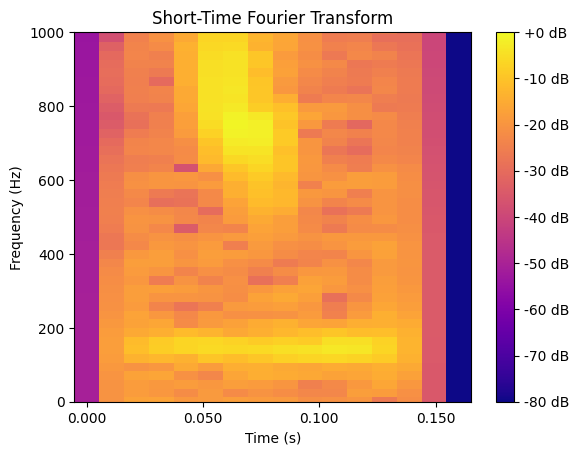 Short-Time Fourier Transform
1000
800
600
400
200
0
Frequency (Hz)
0.000
0.050
0.100
0.150
Time (s)
+0 dB
-10 dB
-20 dB
-30 dB
-40 dB
-50 dB
-60 dB
-70 dB
-80 dB